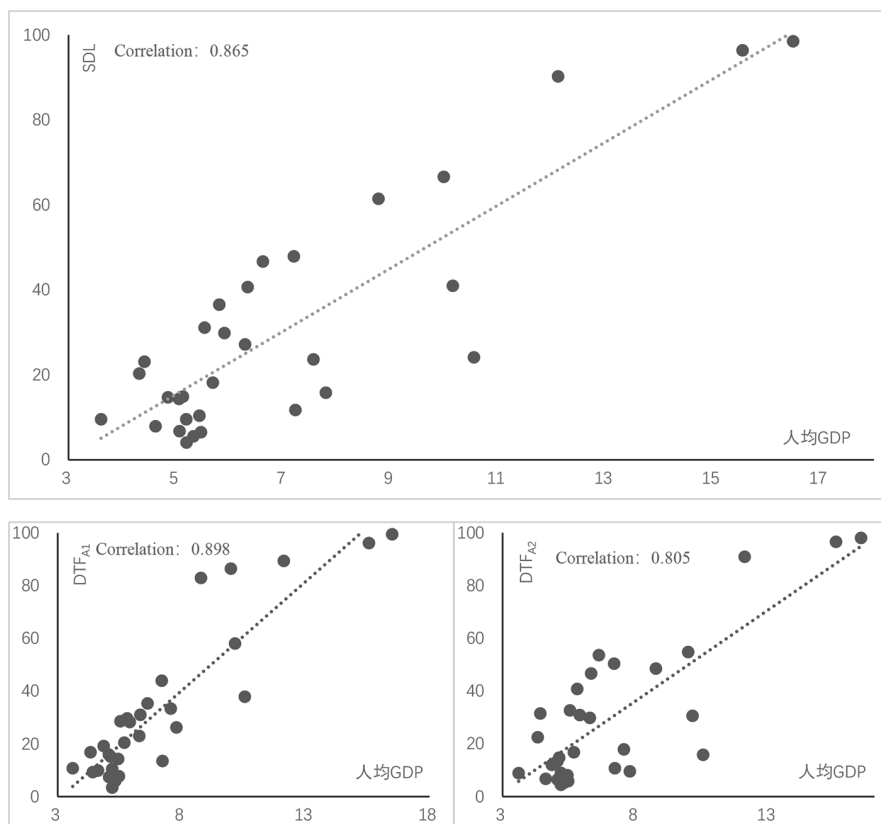 100
SDL
Correlation: 0.865
80
60
40
20
人均GDP
0
3 5 7 9 11 13 15 17
100
DTFA1
Correlation: 0.898
80
60
40
20
人均GDP
0
3 8 13 18
100
DTFA2
Correlation: 0.805
80
60
40
20
人均GDP
0
3 8 13